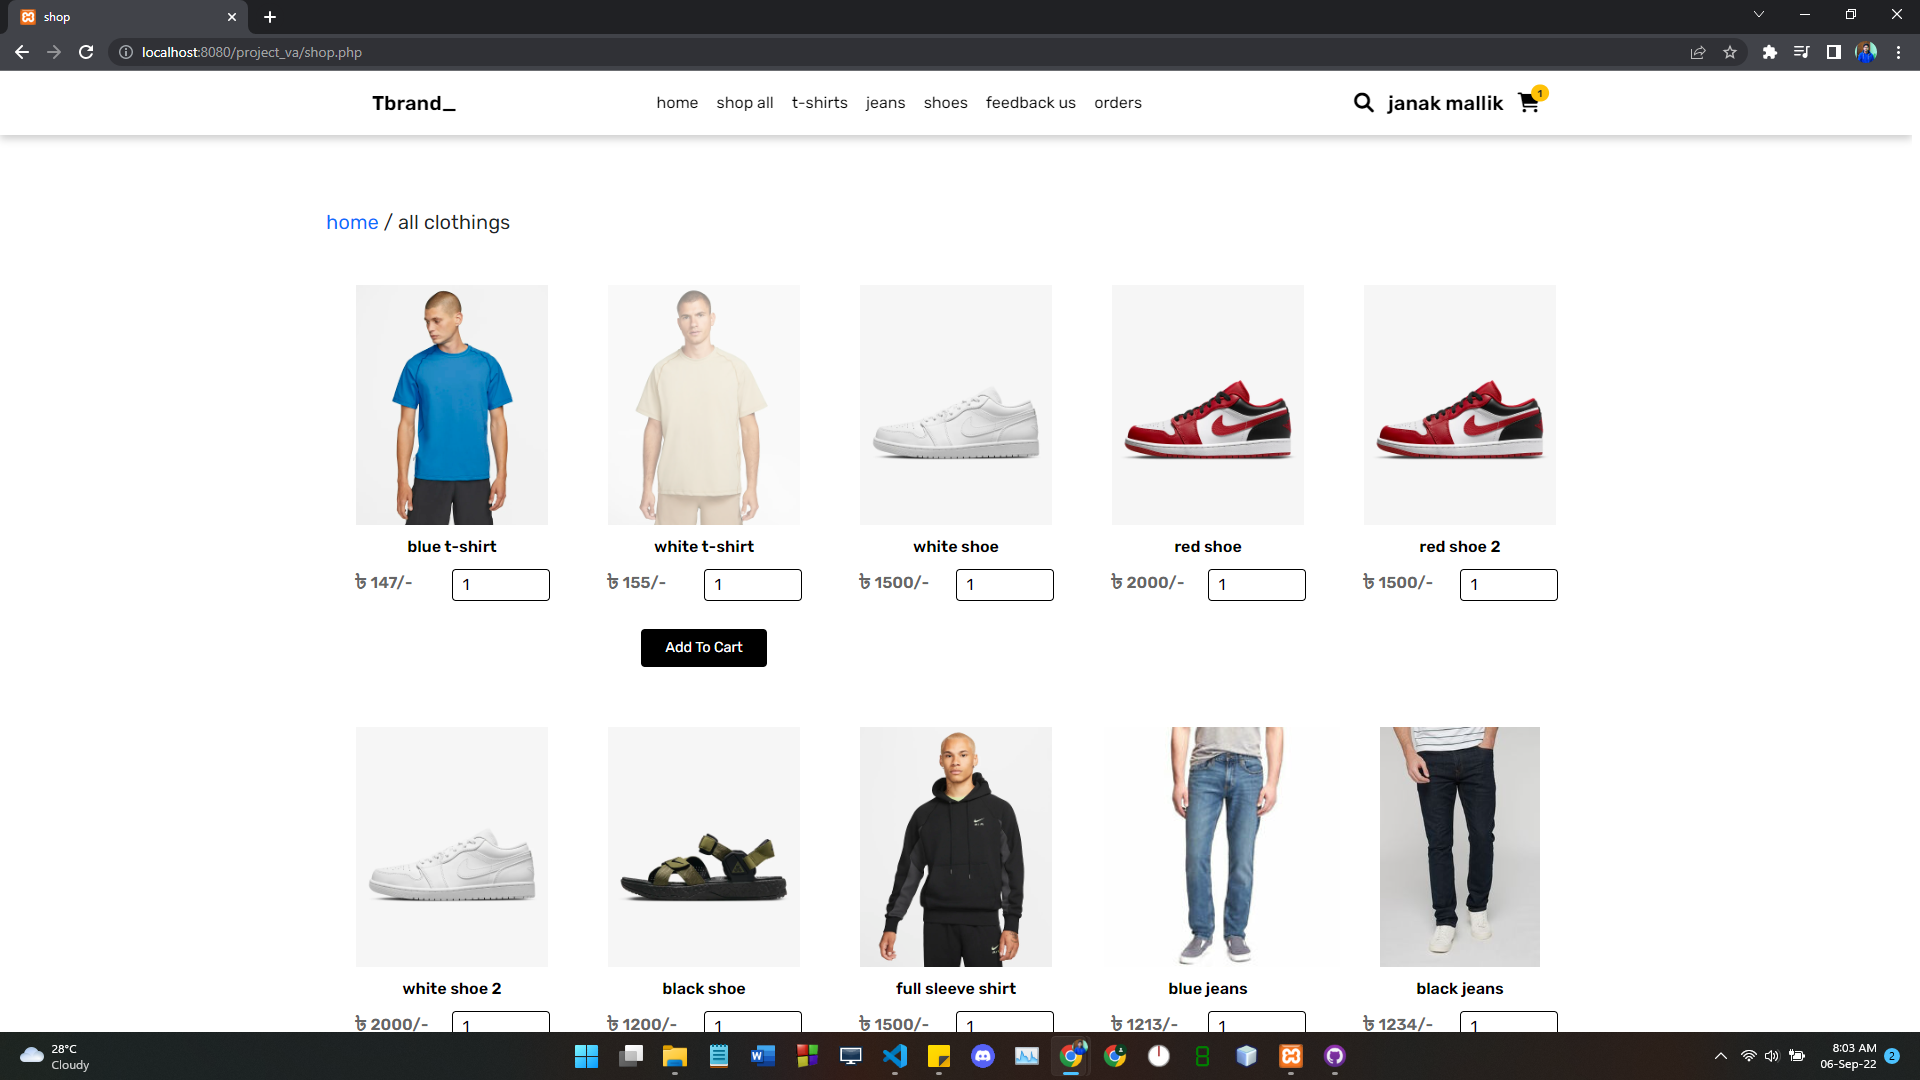 shop
localhost:8080/project_va/shop.php
Tbrand_
home shop all t-shirts jeans shoes feedback us orders
janak mallik 1
home / all clothings
blue t-shirt white t-shirt white shoe red shoe red shoe 2
৳ 147/- 1 ৳ 155/- 1 ৳ 1500/- 1 ৳ 2000/- 1 ৳ 1500/- 1
Add To Cart
white shoe 2 black shoe full sleeve shirt blue jeans black jeans
৳ 2000/- 1 ৳ 1200/- 1 ৳ 1500/- 1 ৳ 1213/- 1 ৳ 1234/- 1
28°C
Cloudy
8:03 AM
06-Sep-22
2